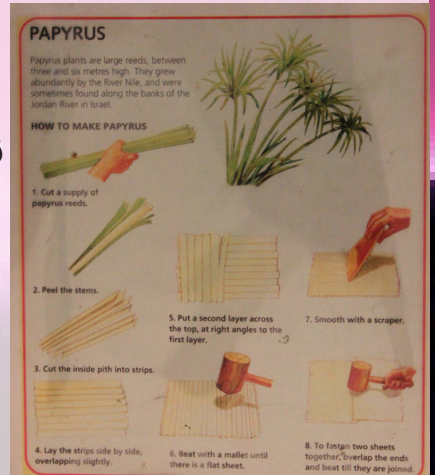 PAPYRUS
Papyrus plants are large reeds, between
three and six metres high. They grew
abundantly by the River Nile, and were
sometimes found along the banks of the
Jordan River in Israel.
HOW TO MAKE PAPYRUS
1. Cut a supply of
papyrus reeds.
2. Peel the stems.
3. Cut the inside pith into strips.
4. Lay the strips side by side,
overlapping slightly.
5. Put a second layer across
the top, at right angles to the
first layer.
6. Beat with a mallet until
there is a flat sheet.
7. Smooth with a scraper.
8. To fasten two sheets
together, overlap the ends
and beat till they are joined.